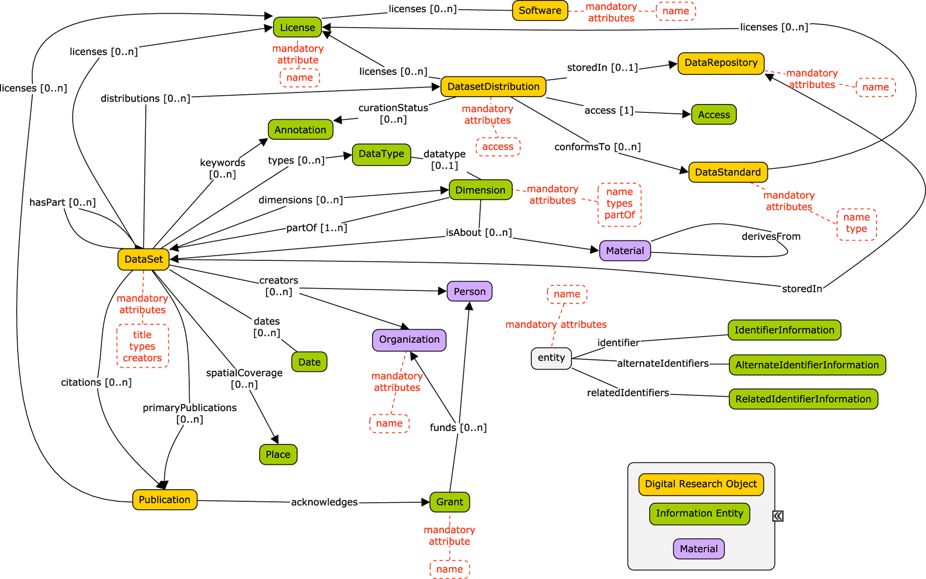 licenses [0..n]
Software
mandatory
attributes
name
License
licenses [0..n]
mandatory
attribute
name
licenses [0..n]
licenses [0..n]
licenses [0..n]
storedIn [0..1]
DataRepository
mandatory
attributes
name
distributions [0..n]
DatasetDistribution
mandatory
attributes
access
curationStatus
[0..n]
access [1]
Access
Annotation
conformsTo [0..n]
keywords
[0..n]
types [0..n]
DataType
datatype
[0..1]
DataStandard
mandatory
attributes
name
type
hasPart [0..n]
dimensions [0..n]
Dimension
mandatory
attributes
name
types
partOf
partOf [1..n]
isAbout [0..n]
Material
derivesFrom
DataSet
mandatory
attributes
title
types
creators
creators
[0..n]
Person
storedIn
dates
[0..n]
Date
Organization
mandatory
attributes
name
name
mandatory attributes
entity
identifier
IdentifierInformation
alternateIdentifiers
AlternateIdentifierInformation
relatedIdentifiers
RelatedIdentifierInformation
citations [0..n]
spatialCoverage
[0..n]
primaryPublications
[0..n]
funds [0..n]
Place
Publication
acknowledges
Grant
mandatory
attribute
name
Digital Research Object
Information Entity
Material